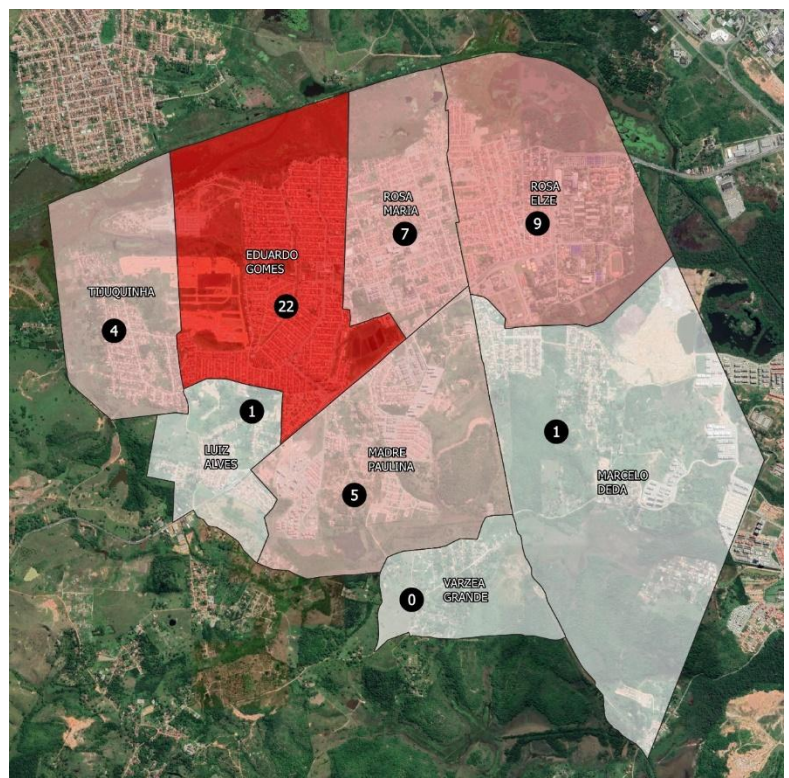 ROSA
MARIA
7
ROSA
ELZE
9
EDUARDO
GOMES
22
TIJUQUINHA
4
1
LUIZ
ALVES
MADRE
PAULINA
5
1
MARCELO
DEDA
VARZEA
GRANDE
0